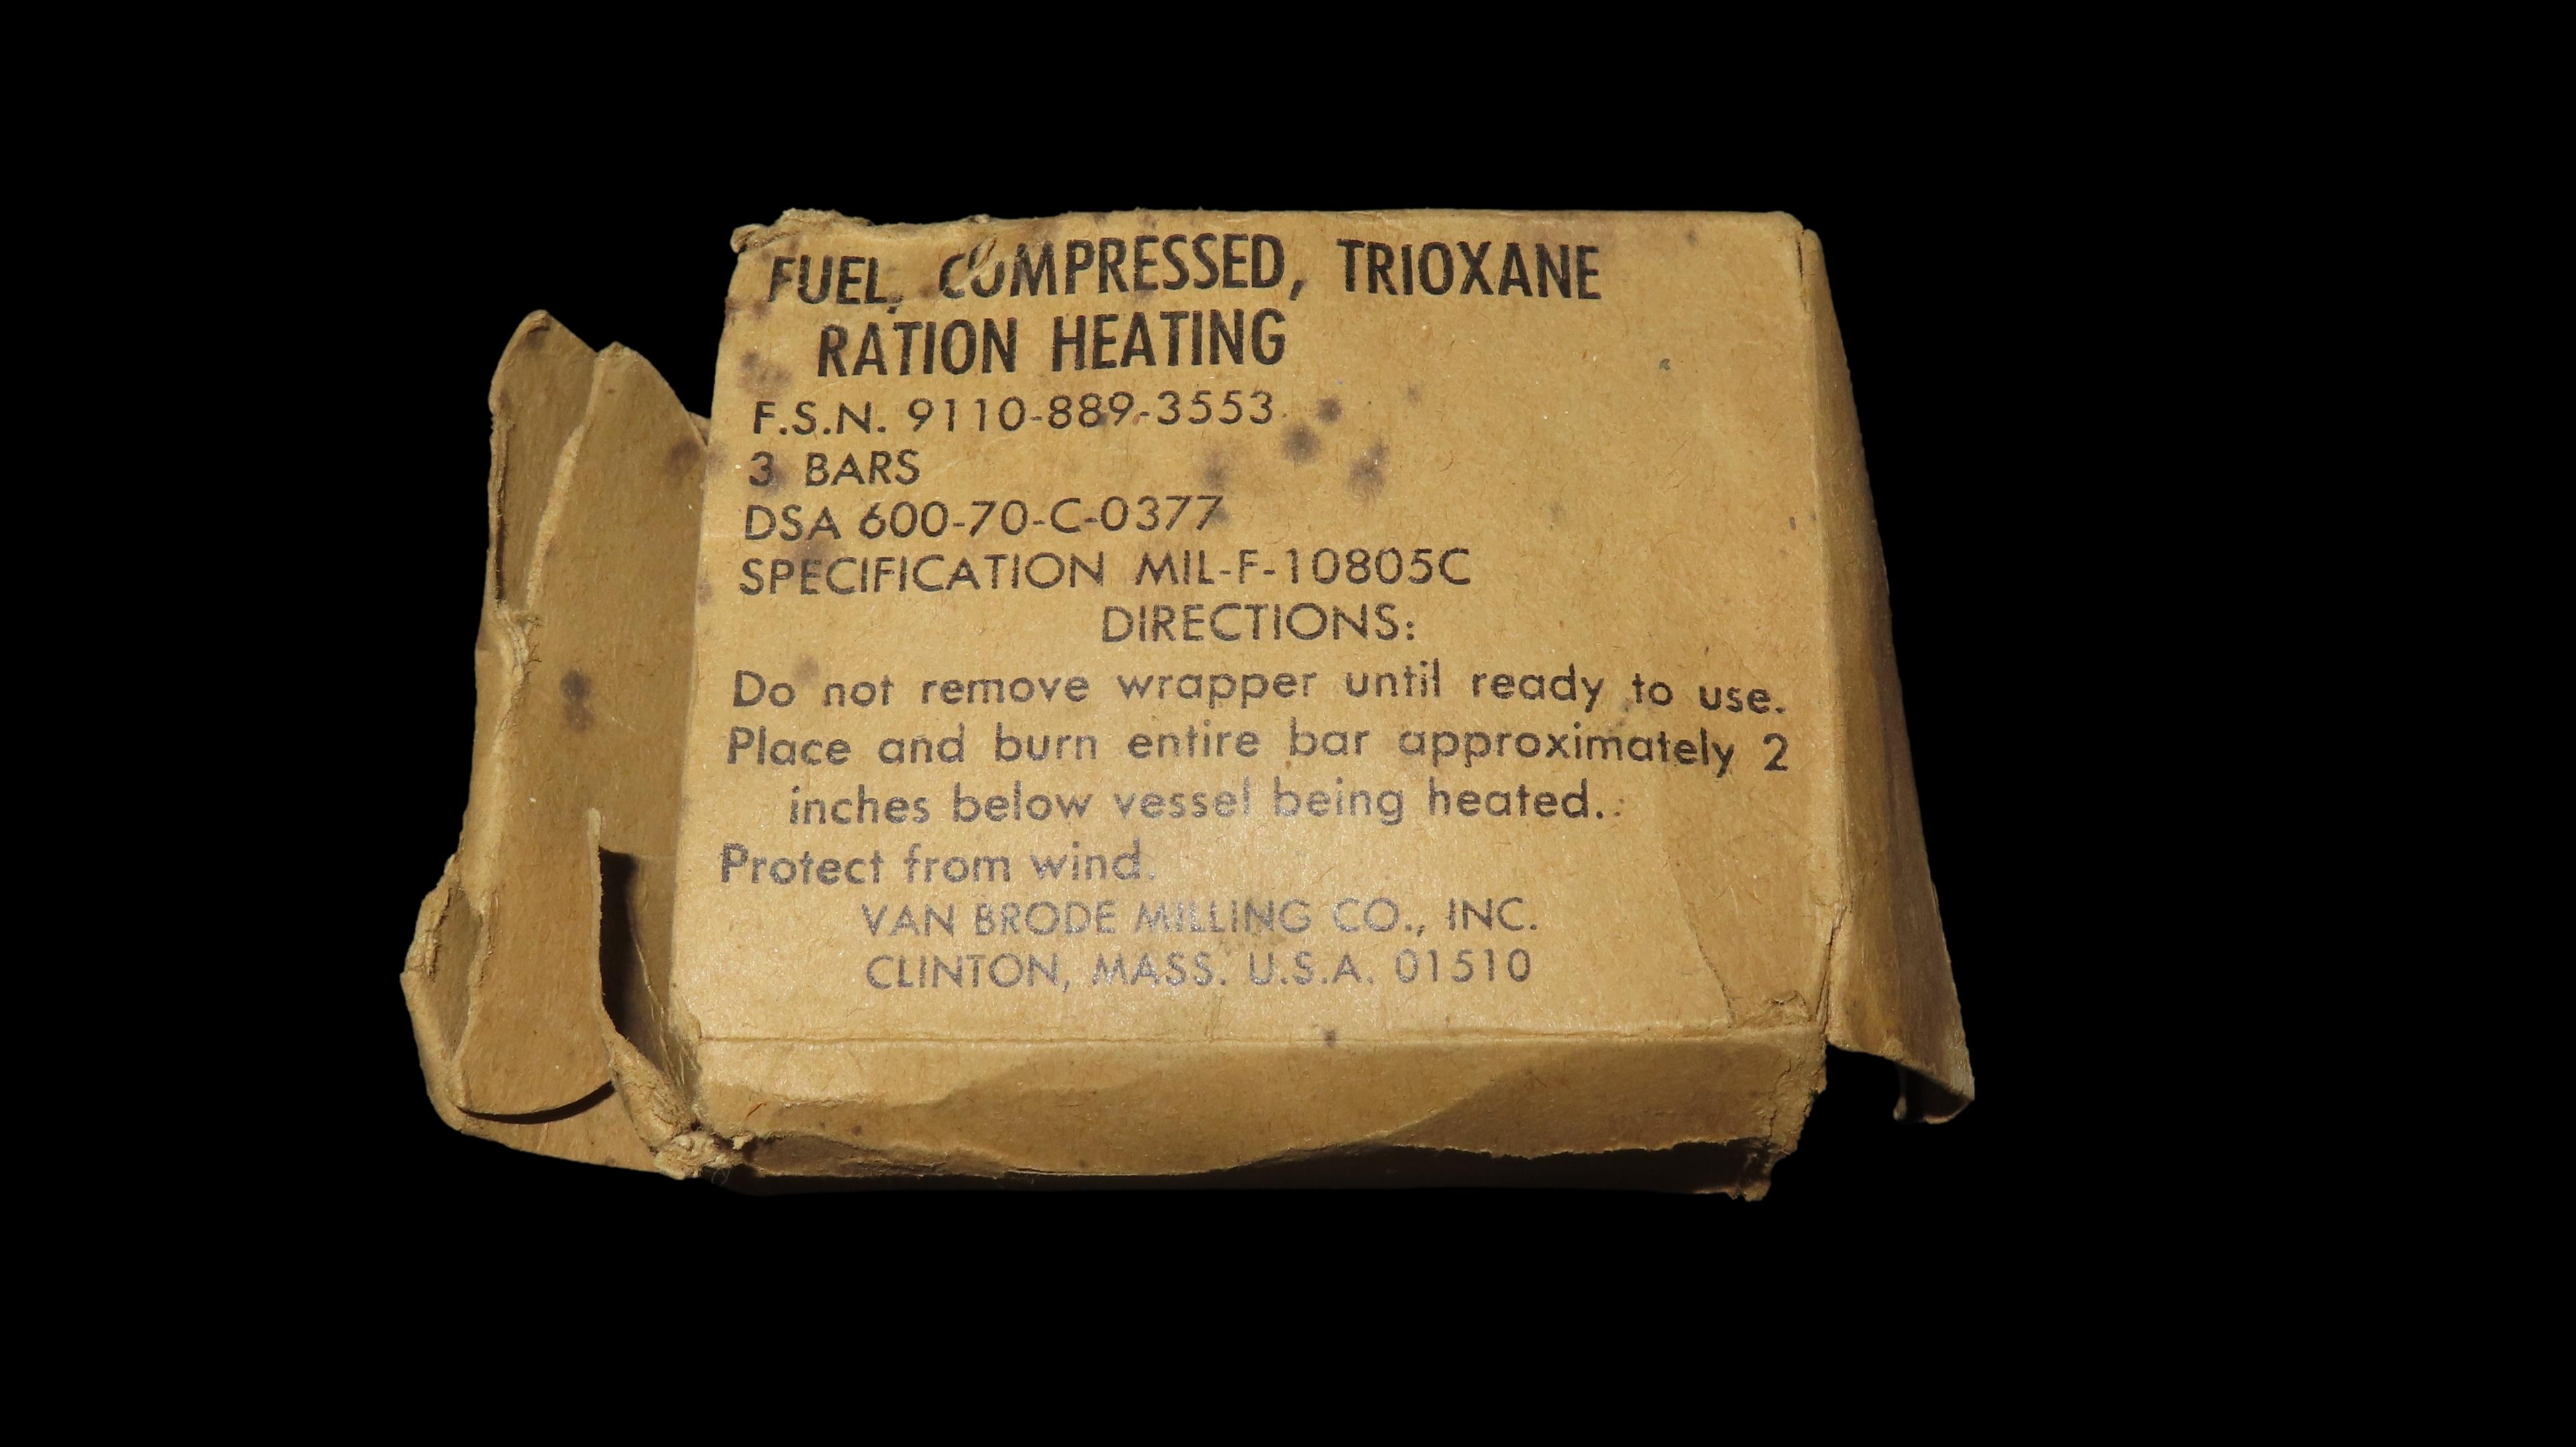 FUEL, COMPRESSED, TRIOXANE
RATION HEATING
F.S.N. 9110-889-3553
3 BARS
DSA 600-70-C-0377
SPECIFICATION MIL-F-10805C
DIRECTIONS:
Do not remove wrapper until ready to use.
Place and burn entire bar approximately 2
inches below vessel being heated.
Protect from wind.
VAN BRODE MILLING CO., INC.
CLINTON, MASS. U.S.A. 01510